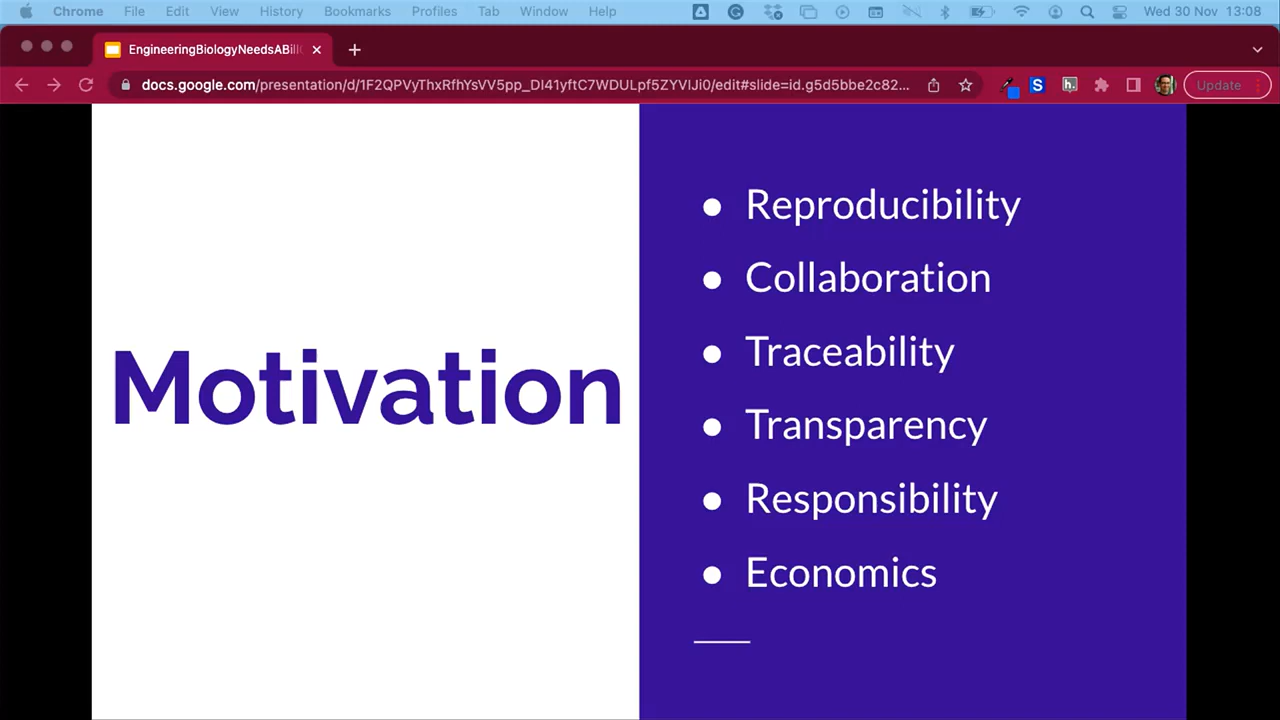 Chrome File Edit View History Bookmarks Profiles Tab Window Help Wed 30 Nov 13:08
EngineeringBiologyNeedsABill
docs.google.com/presentation/d/1F2QPVyThxRfhYsVV5pp_DI41yftC7WDULpf5ZYVlJi0/edit#slide=id.g5d5bbe2c82... Update
Motivation
● Reproducibility
● Collaboration
● Traceability
● Transparency
● Responsibility
● Economics